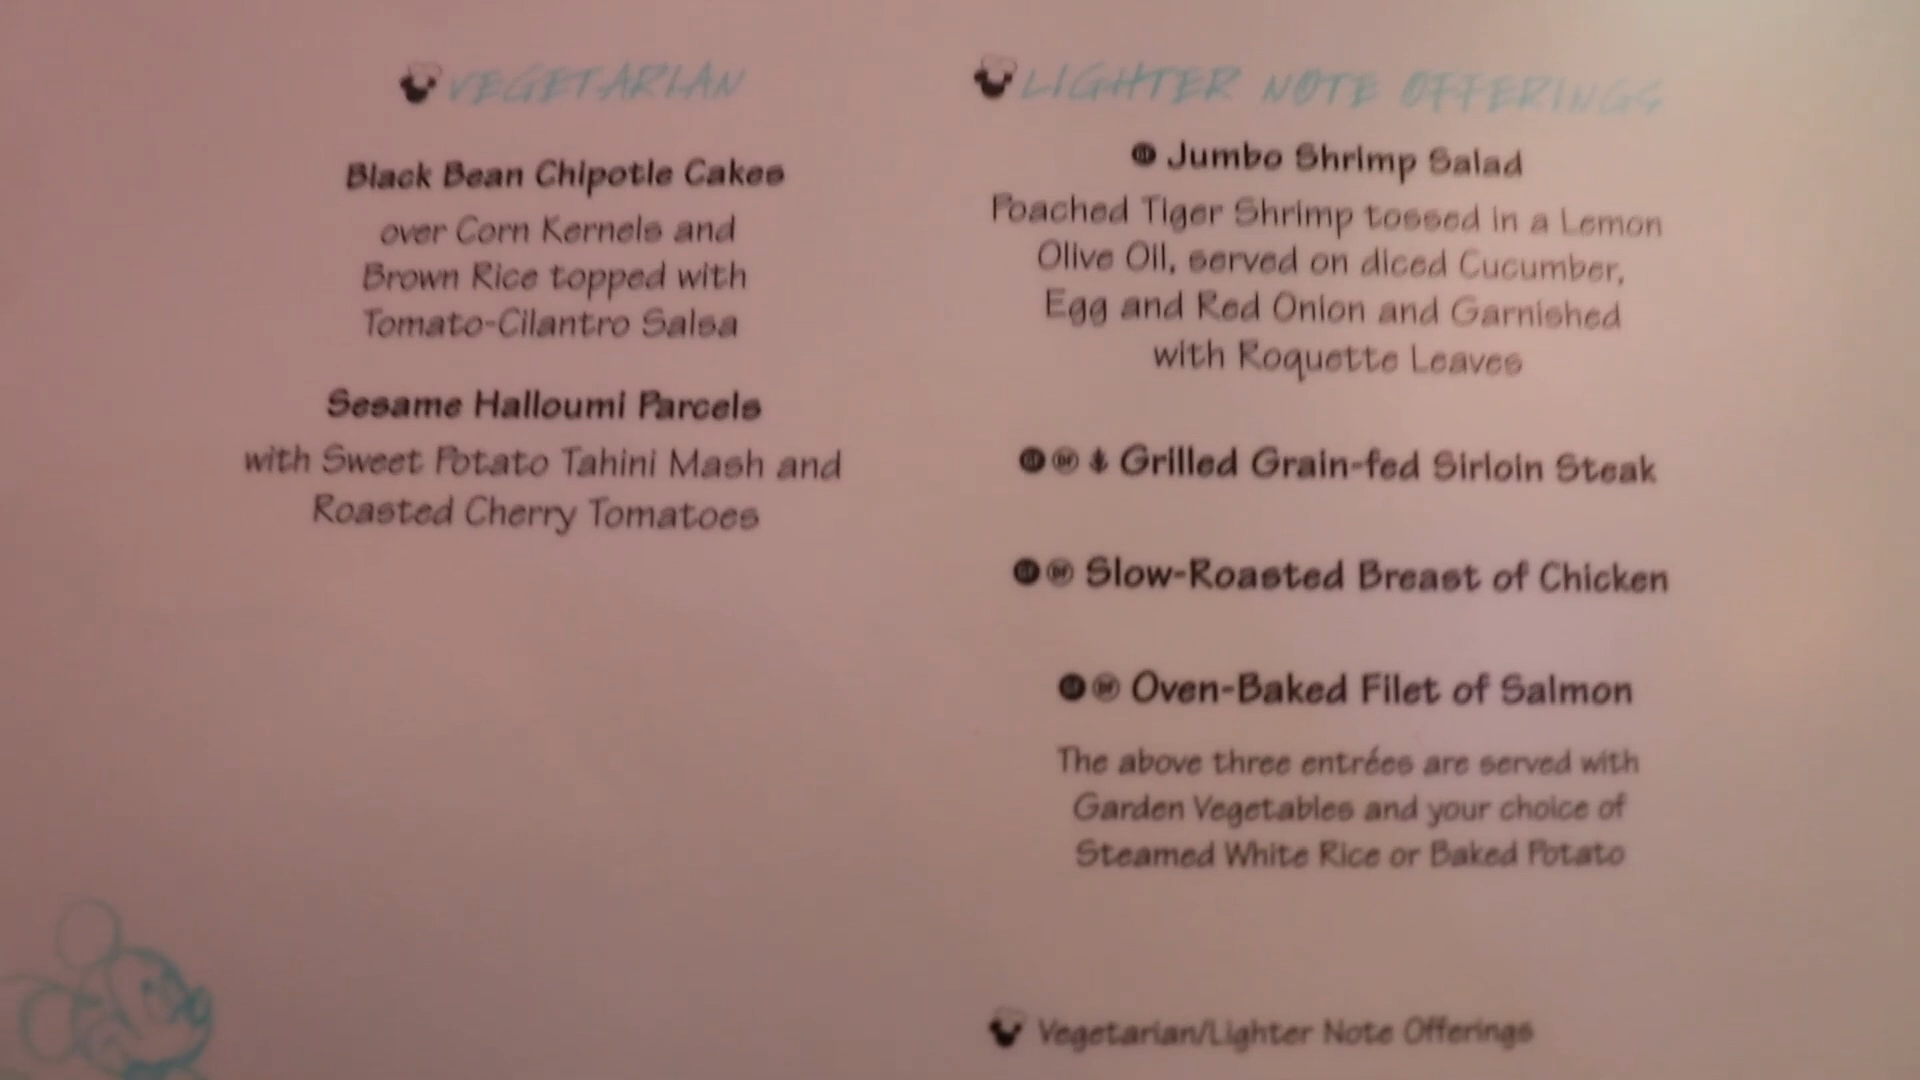 VEGETARIAN
Black Bean Chipotle Cakes
over Corn Kernels and
Brown Rice topped with
Tomato-Cilantro Salsa
Sesame Halloumi Parcels
with Sweet Potato Tahini Mash and
Roasted Cherry Tomatoes
LIGHTER NOTE OFFERINGS
Jumbo Shrimp Salad
Poached Tiger Shrimp tossed in a Lemon
Olive Oil, served on diced Cucumber,
Egg and Red Onion and Garnished
with Roquette Leaves
Grilled Grain-fed Sirloin Steak
Slow-Roasted Breast of Chicken
Oven-Baked Filet of Salmon
The above three entrées are served with
Garden Vegetables and your choice of
Steamed White Rice or Baked Potato
Vegetarian/Lighter Note Offerings